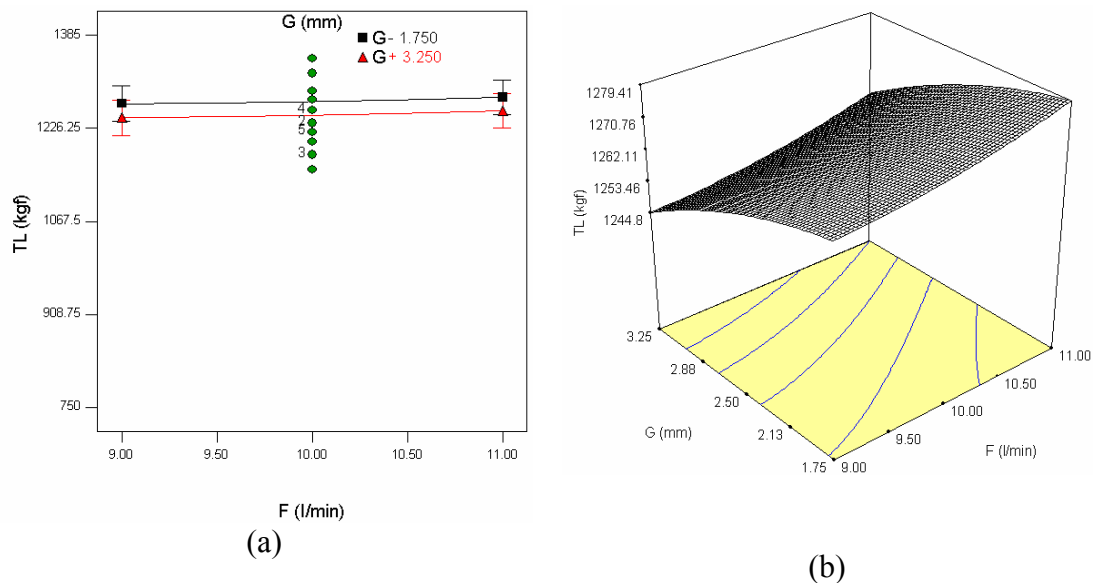 G (mm)
G- 1.750
G+ 3.250
1385
1226.25
1067.5
908.75
750
TL (kgf)
4
2
5
3
9.00 9.50 10.00 10.50 11.00
F (l/min)
(a)
1279.41
1270.76
1262.11
1253.46
1244.8
TL (kgf)
3.25
2.88
2.50
2.13
1.75
G (mm)
9.00
9.50
10.00
10.50
11.00
F (l/min)
(b)